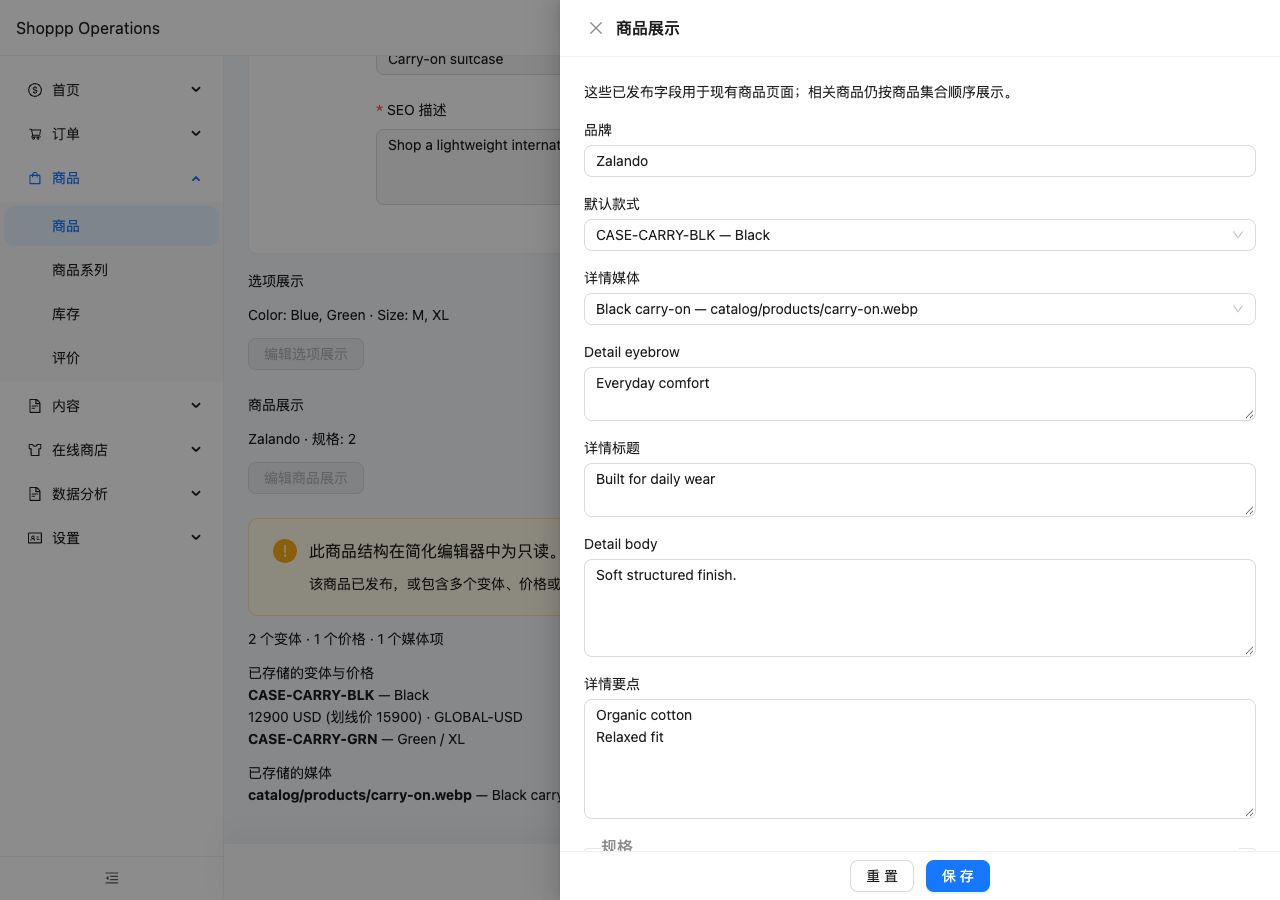 Shoppp Operations
首页
订单
商品
商品
商品系列
库存
评价
内容
在线商店
数据分析
设置
Carry-on suitcase
* SEO 描述
Shop a lightweight internat
选项展示
Color: Blue, Green · Size: M, XL
编辑选项展示
商品展示
Zalando · 规格: 2
编辑商品展示
此商品结构在简化编辑器中为只读。
该商品已发布，或包含多个变体、价格或
2 个变体 · 1 个价格 · 1 个媒体项
已存储的变体与价格
CASE-CARRY-BLK — Black
12900 USD (划线价 15900) · GLOBAL-USD
CASE-CARRY-GRN — Green / XL
已存储的媒体
catalog/products/carry-on.webp — Black carry
商品展示
这些已发布字段用于现有商品页面；相关商品仍按商品集合顺序展示。
品牌
Zalando
默认款式
CASE-CARRY-BLK — Black
详情媒体
Black carry-on — catalog/products/carry-on.webp
Detail eyebrow
Everyday comfort
详情标题
Built for daily wear
Detail body
Soft structured finish.
详情要点
Organic cotton
Relaxed fit
规格
重 置
保 存